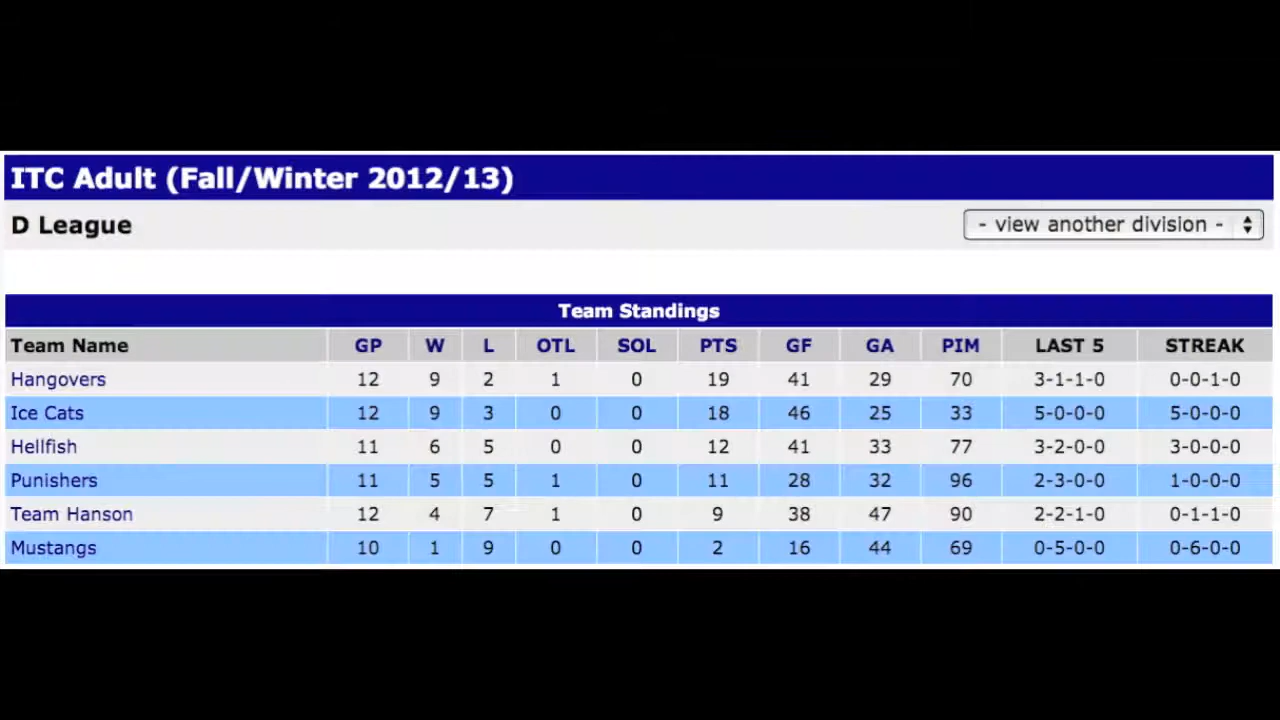 ITC Adult (Fall/Winter 2012/13)
D League - view another division -
Team Standings
Team Name GP W L OTL SOL PTS GF GA PIM LAST 5 STREAK
Hangovers 12 9 2 1 0 19 41 29 70 3-1-1-0 0-0-1-0
Ice Cats 12 9 3 0 0 18 46 25 33 5-0-0-0 5-0-0-0
Hellfish 11 6 5 0 0 12 41 33 77 3-2-0-0 3-0-0-0
Punishers 11 5 5 1 0 11 28 32 96 2-3-0-0 1-0-0-0
Team Hanson 12 4 7 1 0 9 38 47 90 2-2-1-0 0-1-1-0
Mustangs 10 1 9 0 0 2 16 44 69 0-5-0-0 0-6-0-0